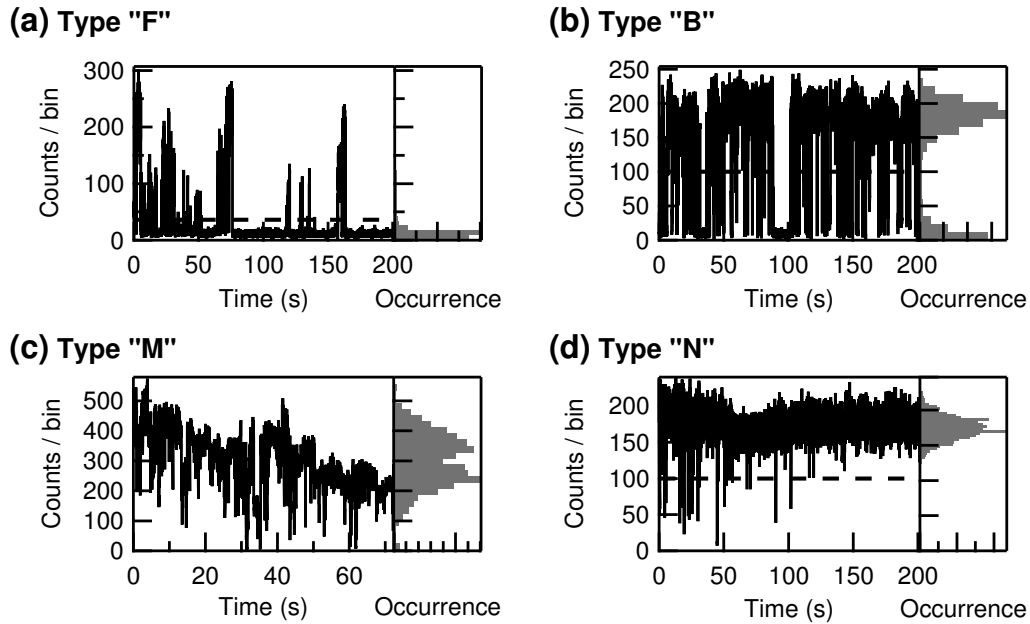 (a) Type "F"
Counts / bin
300
200
100
0
0 50 100 150 200
Time (s) Occurrence
(b) Type "B"
Counts / bin
250
200
150
100
50
0
0 50 100 150 200
Time (s) Occurrence
(c) Type "M"
Counts / bin
500
400
300
200
100
0
0 20 40 60
Time (s) Occurrence
(d) Type "N"
Counts / bin
200
150
100
50
0
0 50 100 150 200
Time (s) Occurrence